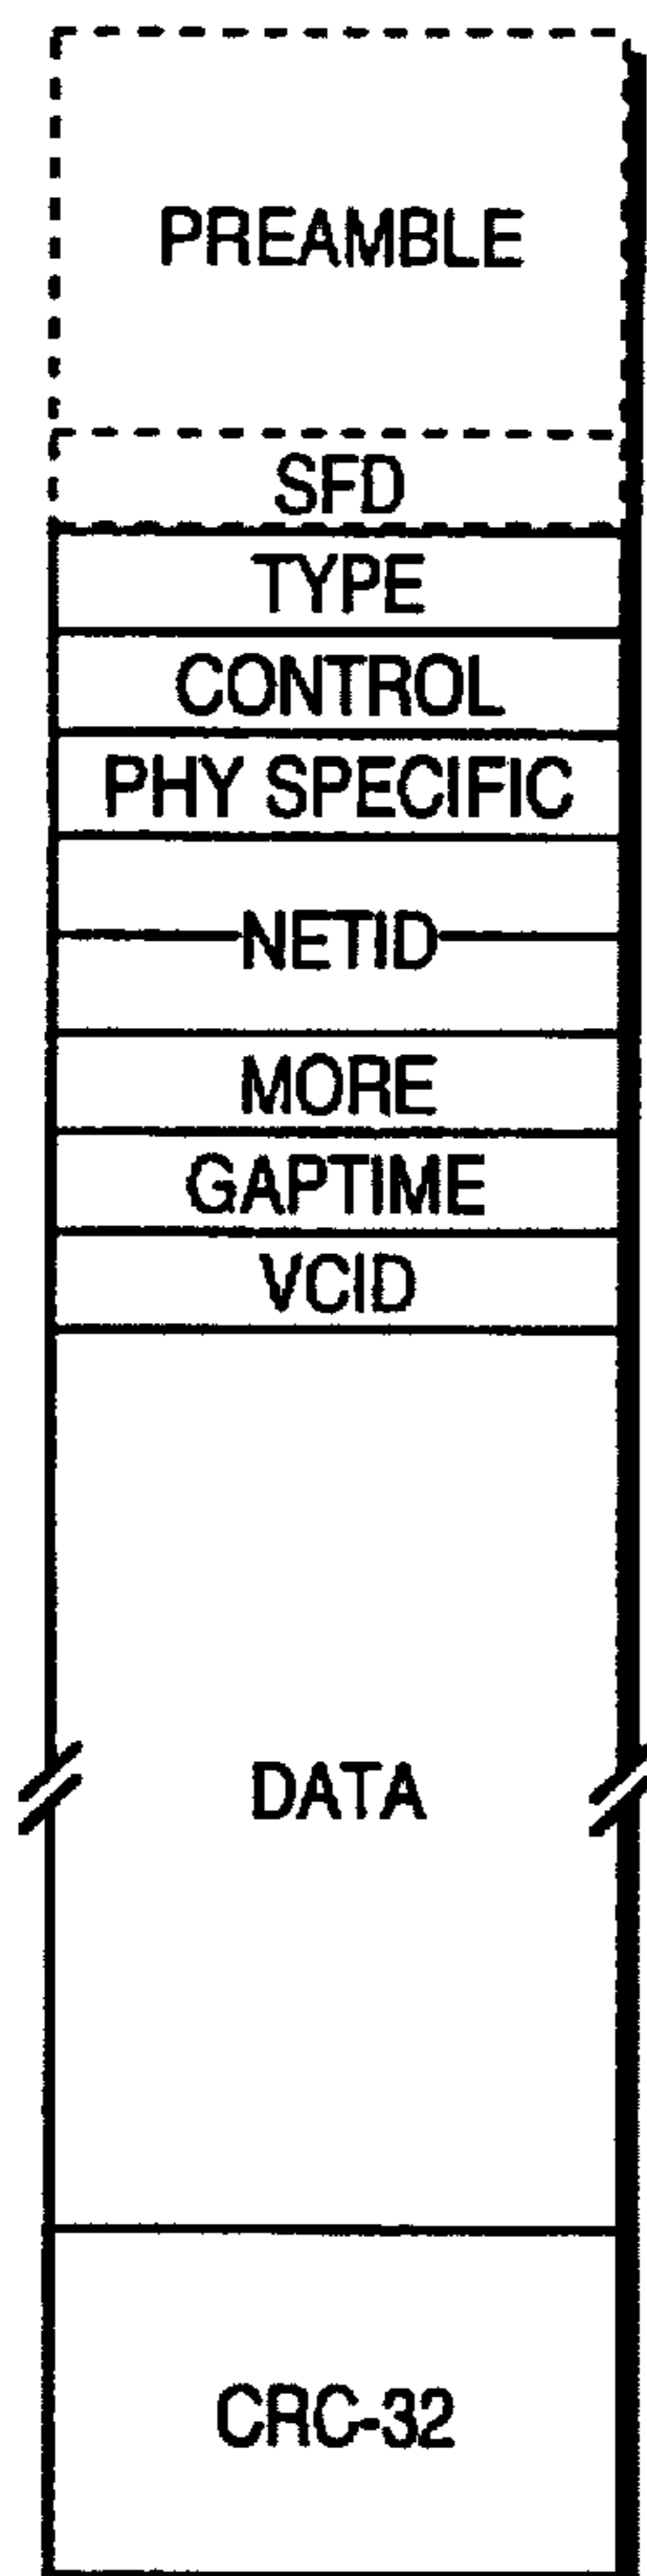 PREAMBLE
SFD
TYPE
CONTROL
PHY SPECIFIC
NETID
MORE
GAPTIME
VCID
DATA
CRC-32